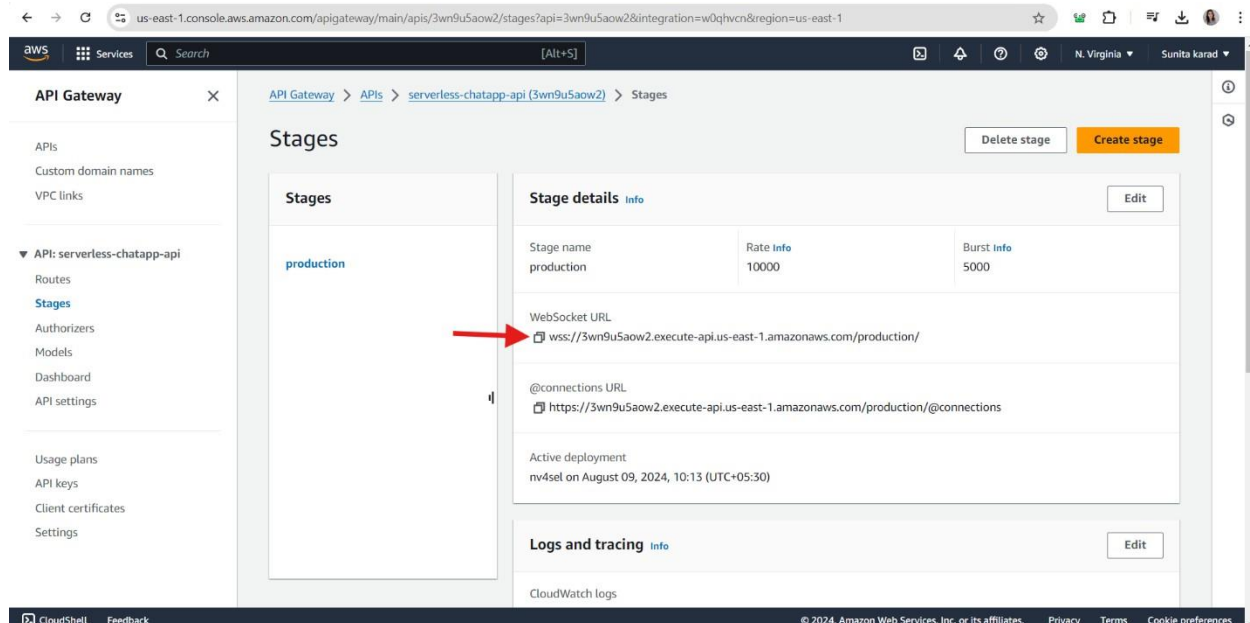 us-east-1.console.aws.amazon.com/apigateway/main/apis/3wn9u5aow2/stages?api=3wn9u5aow2&integration=w0qhvcn&region=us-east-1
aws Services Search [Alt+S] N. Virginia Sunita karad
API Gateway
APIs
Custom domain names
VPC links
API: serverless-chatapp-api
Routes
Stages
Authorizers
Models
Dashboard
API settings
Usage plans
API keys
Client certificates
Settings
API Gateway > APIs > serverless-chatapp-api (3wn9u5aow2) > Stages
Stages
Delete stage Create stage
Stages
production
Stage details Info
Edit
Stage name
production
Rate Info
10000
Burst Info
5000
WebSocket URL
wss://3wn9u5aow2.execute-api.us-east-1.amazonaws.com/production/
@connections URL
https://3wn9u5aow2.execute-api.us-east-1.amazonaws.com/production/@connections
Active deployment
nv4sel on August 09, 2024, 10:13 (UTC+05:30)
Logs and tracing Info
Edit
CloudWatch logs
CloudShell Feedback © 2024, Amazon Web Services, Inc. or its affiliates. Privacy Terms Cookie preferences